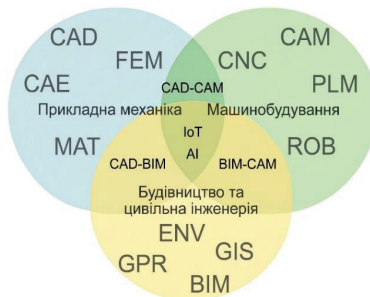 CAD
CAM
FEM
CNC
CAE
CAD-CAM
PLM
Прикладна механіка
Машинобудування
IoT
MAT
AI
ROB
CAD-BIM
BIM-CAM
Будівництво та
цивільна інженерія
ENV
GPR
GIS
BIM